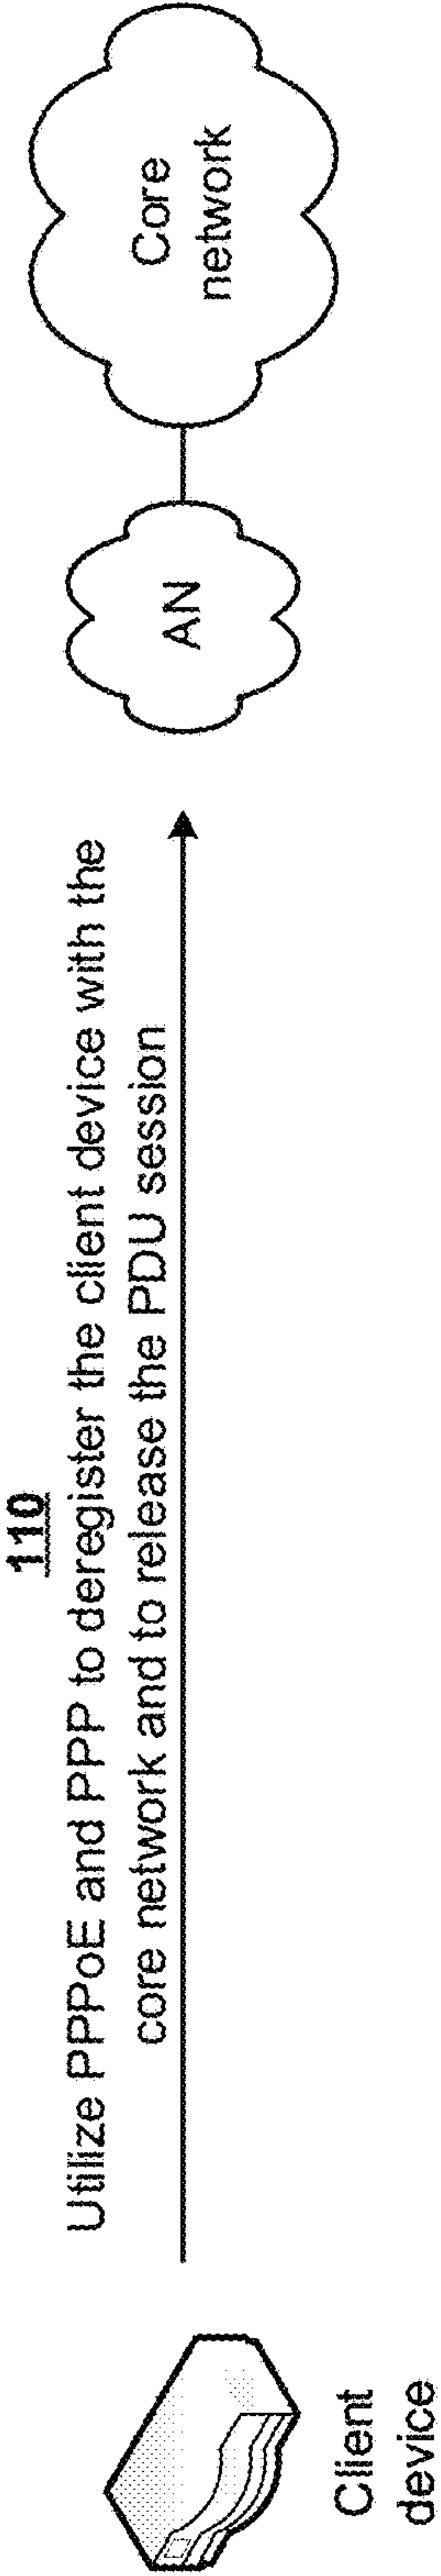 110
Utilize PPPoE and PPP to deregister the client device with the
core network and to release the PDU session
Client
device
AN
Core
network